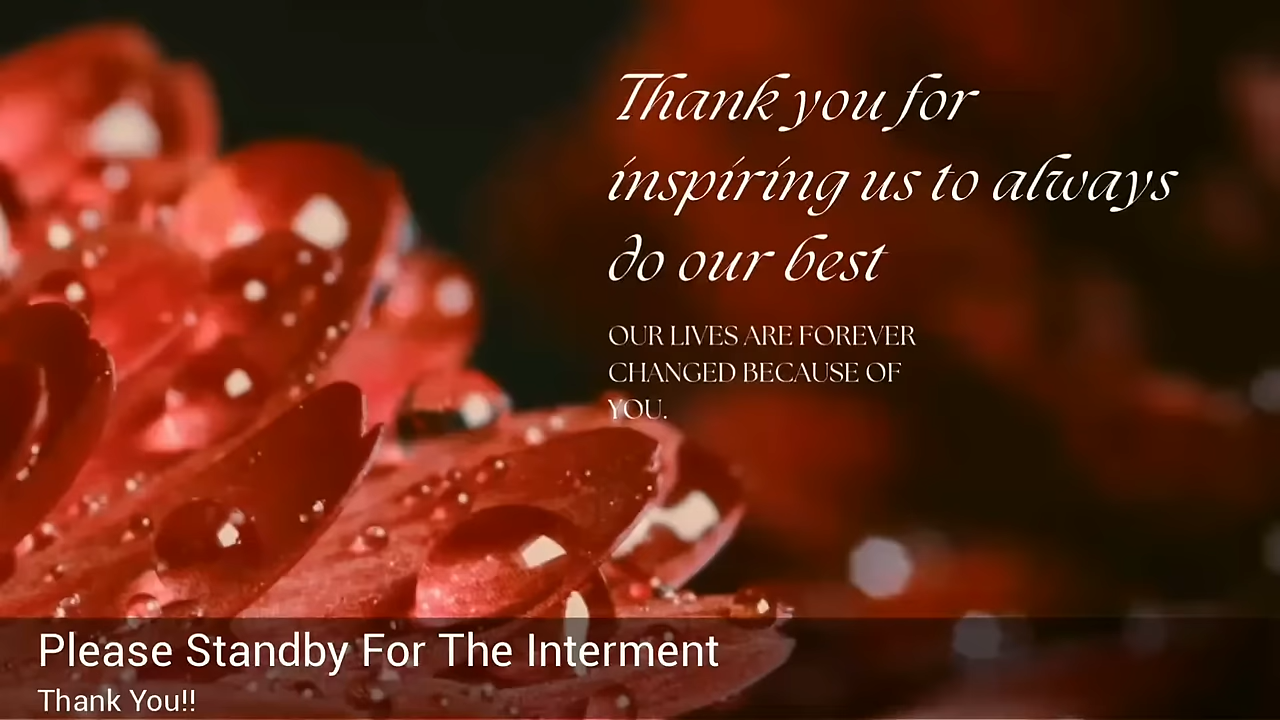 Thank you for
inspiring us to always
do our best
OUR LIVES ARE FOREVER
CHANGED BECAUSE OF
YOU.
Please Standby For The Interment
Thank You!!